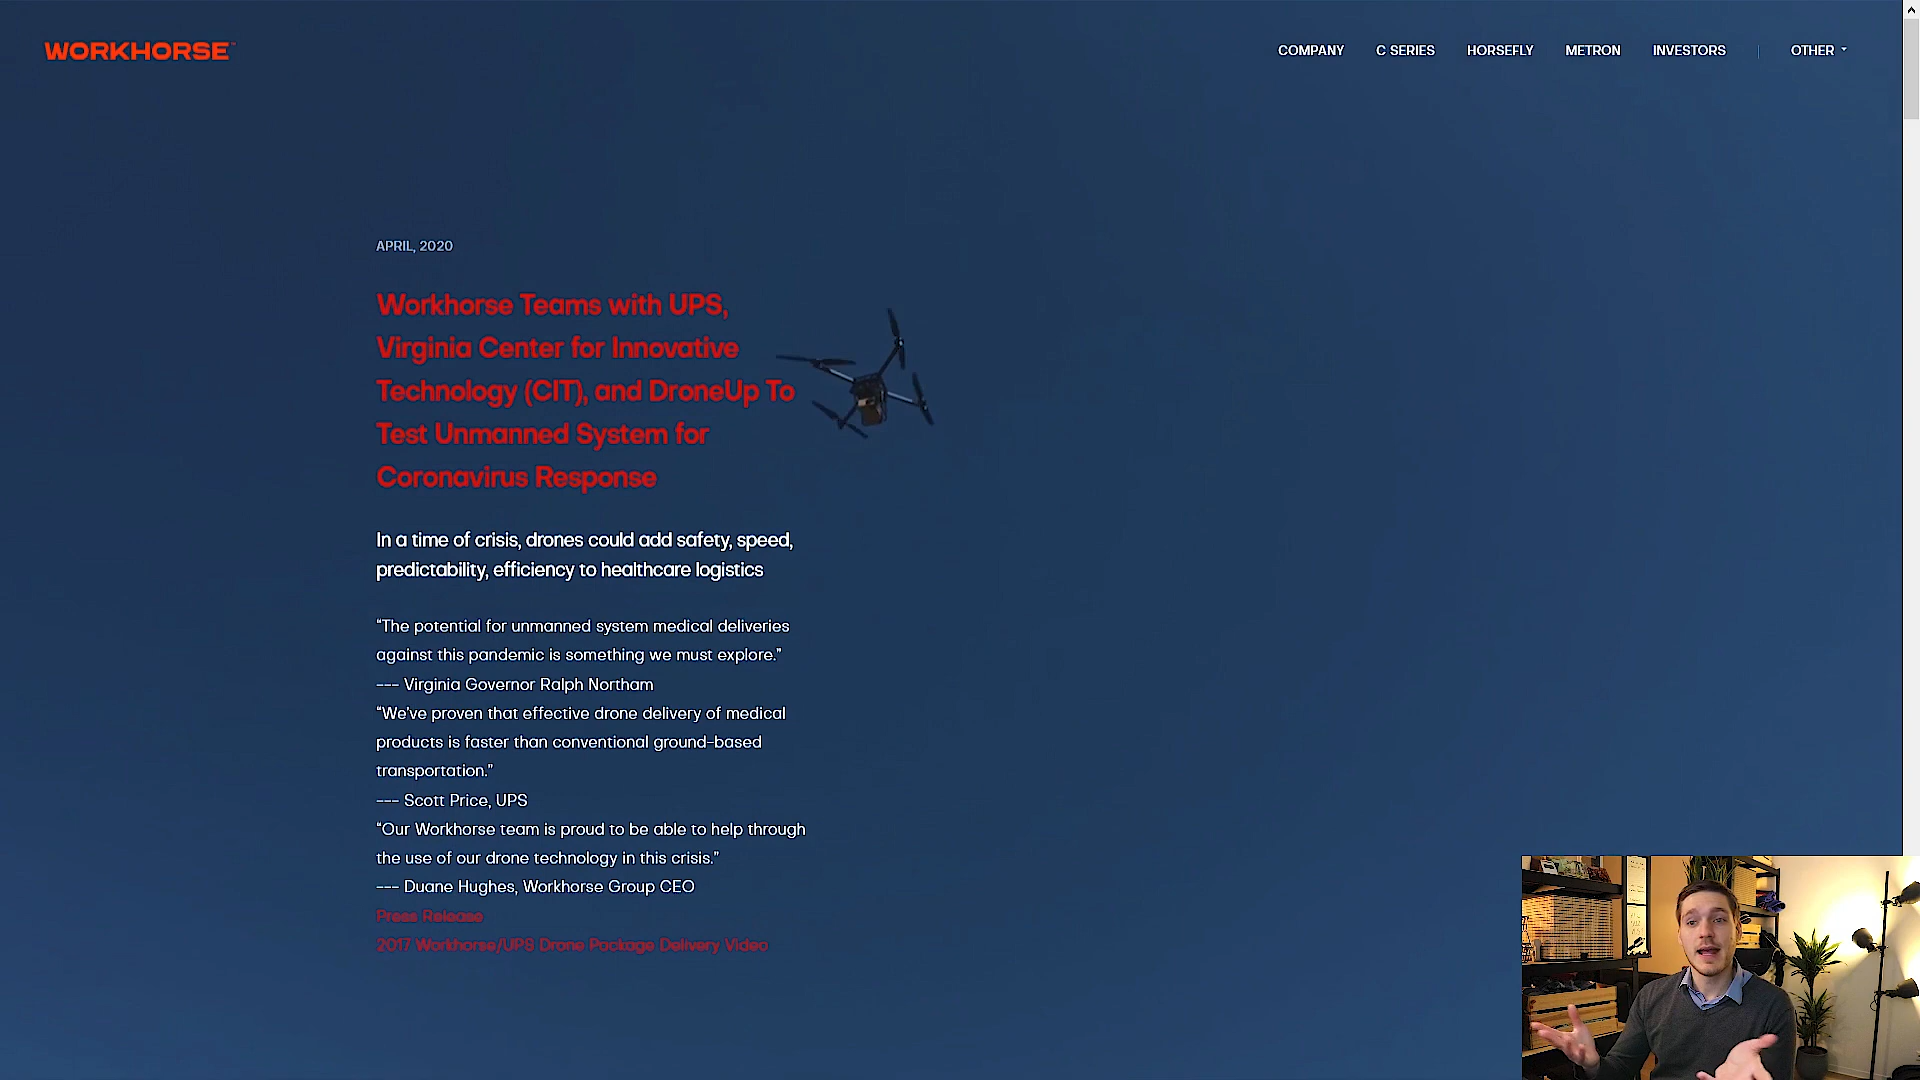 WORKHORSE
COMPANY
C SERIES
HORSEFLY
METRON
INVESTORS
OTHER
APRIL, 2020
Workhorse Teams with UPS,
Virginia Center for Innovative
Technology (CIT), and DroneUp To
Test Unmanned System for
Coronavirus Response
In a time of crisis, drones could add safety, speed,
predictability, efficiency to healthcare logistics
“The potential for unmanned system medical deliveries
against this pandemic is something we must explore.”
--- Virginia Governor Ralph Northam
“We've proven that effective drone delivery of medical
products is faster than conventional ground-based
transportation.”
--- Scott Price, UPS
“Our Workhorse team is proud to be able to help through
the use of our drone technology in this crisis.”
--- Duane Hughes, Workhorse Group CEO
Press Release
2017 Workhorse/UPS Drone Package Delivery Video